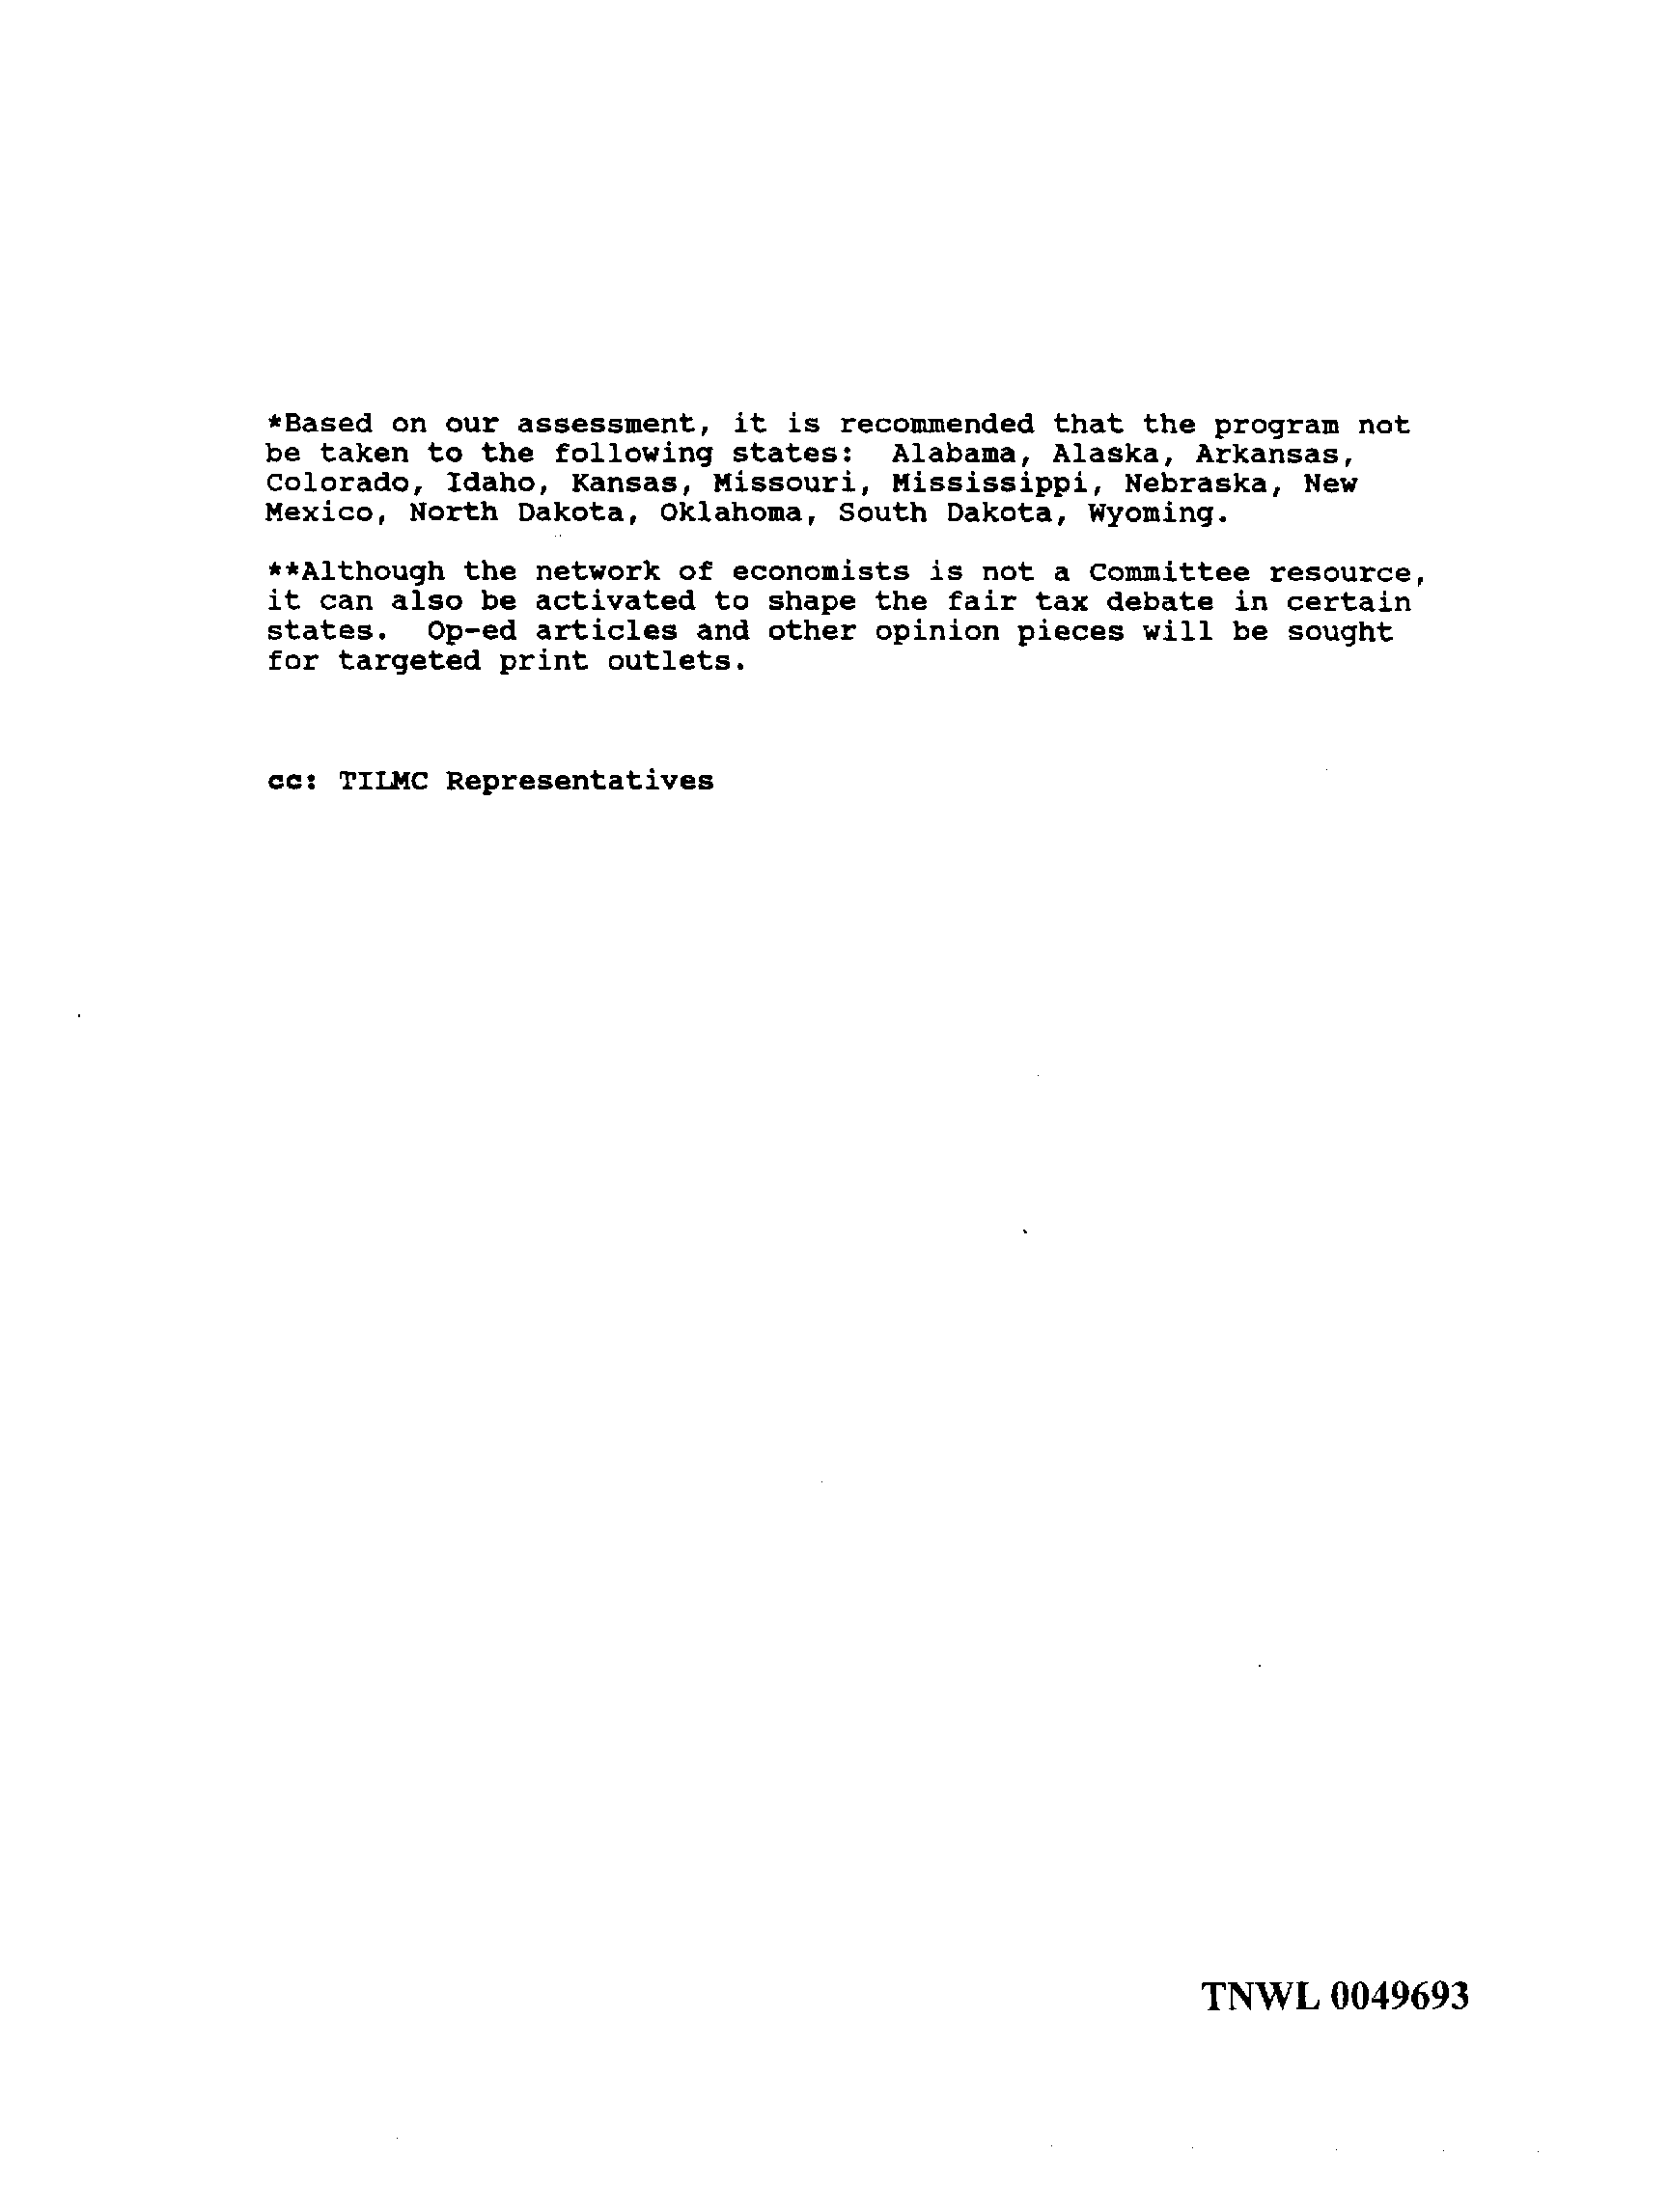 *Based on our assessment, it is recommended that the program not
be taken to the following states:  Alabama, Alaska, Arkansas,
Colorado, Idaho, Kansas, Missouri, Mississippi, Nebraska, New
Mexico, North Dakota, Oklahoma, South Dakota, Wyoming.
**Although the network of economists is not a Committee resource,
it can also be activated to shape the fair tax debate in certain
states.  Op-ed articles and other opinion pieces will be sought
for targeted print outlets.
cc: TILMC Representatives
TNWL 0049693